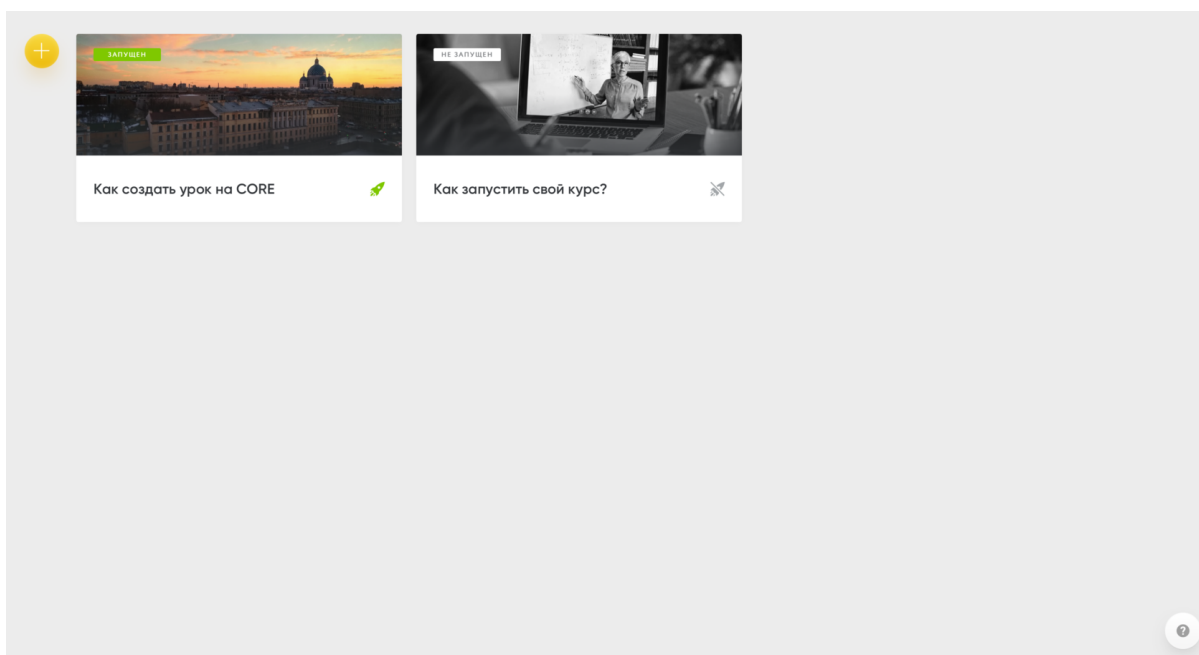 ЗАПУЩЕН
НЕ ЗАПУЩЕН
Как создать урок на CORE
Как запустить свой курс?
?